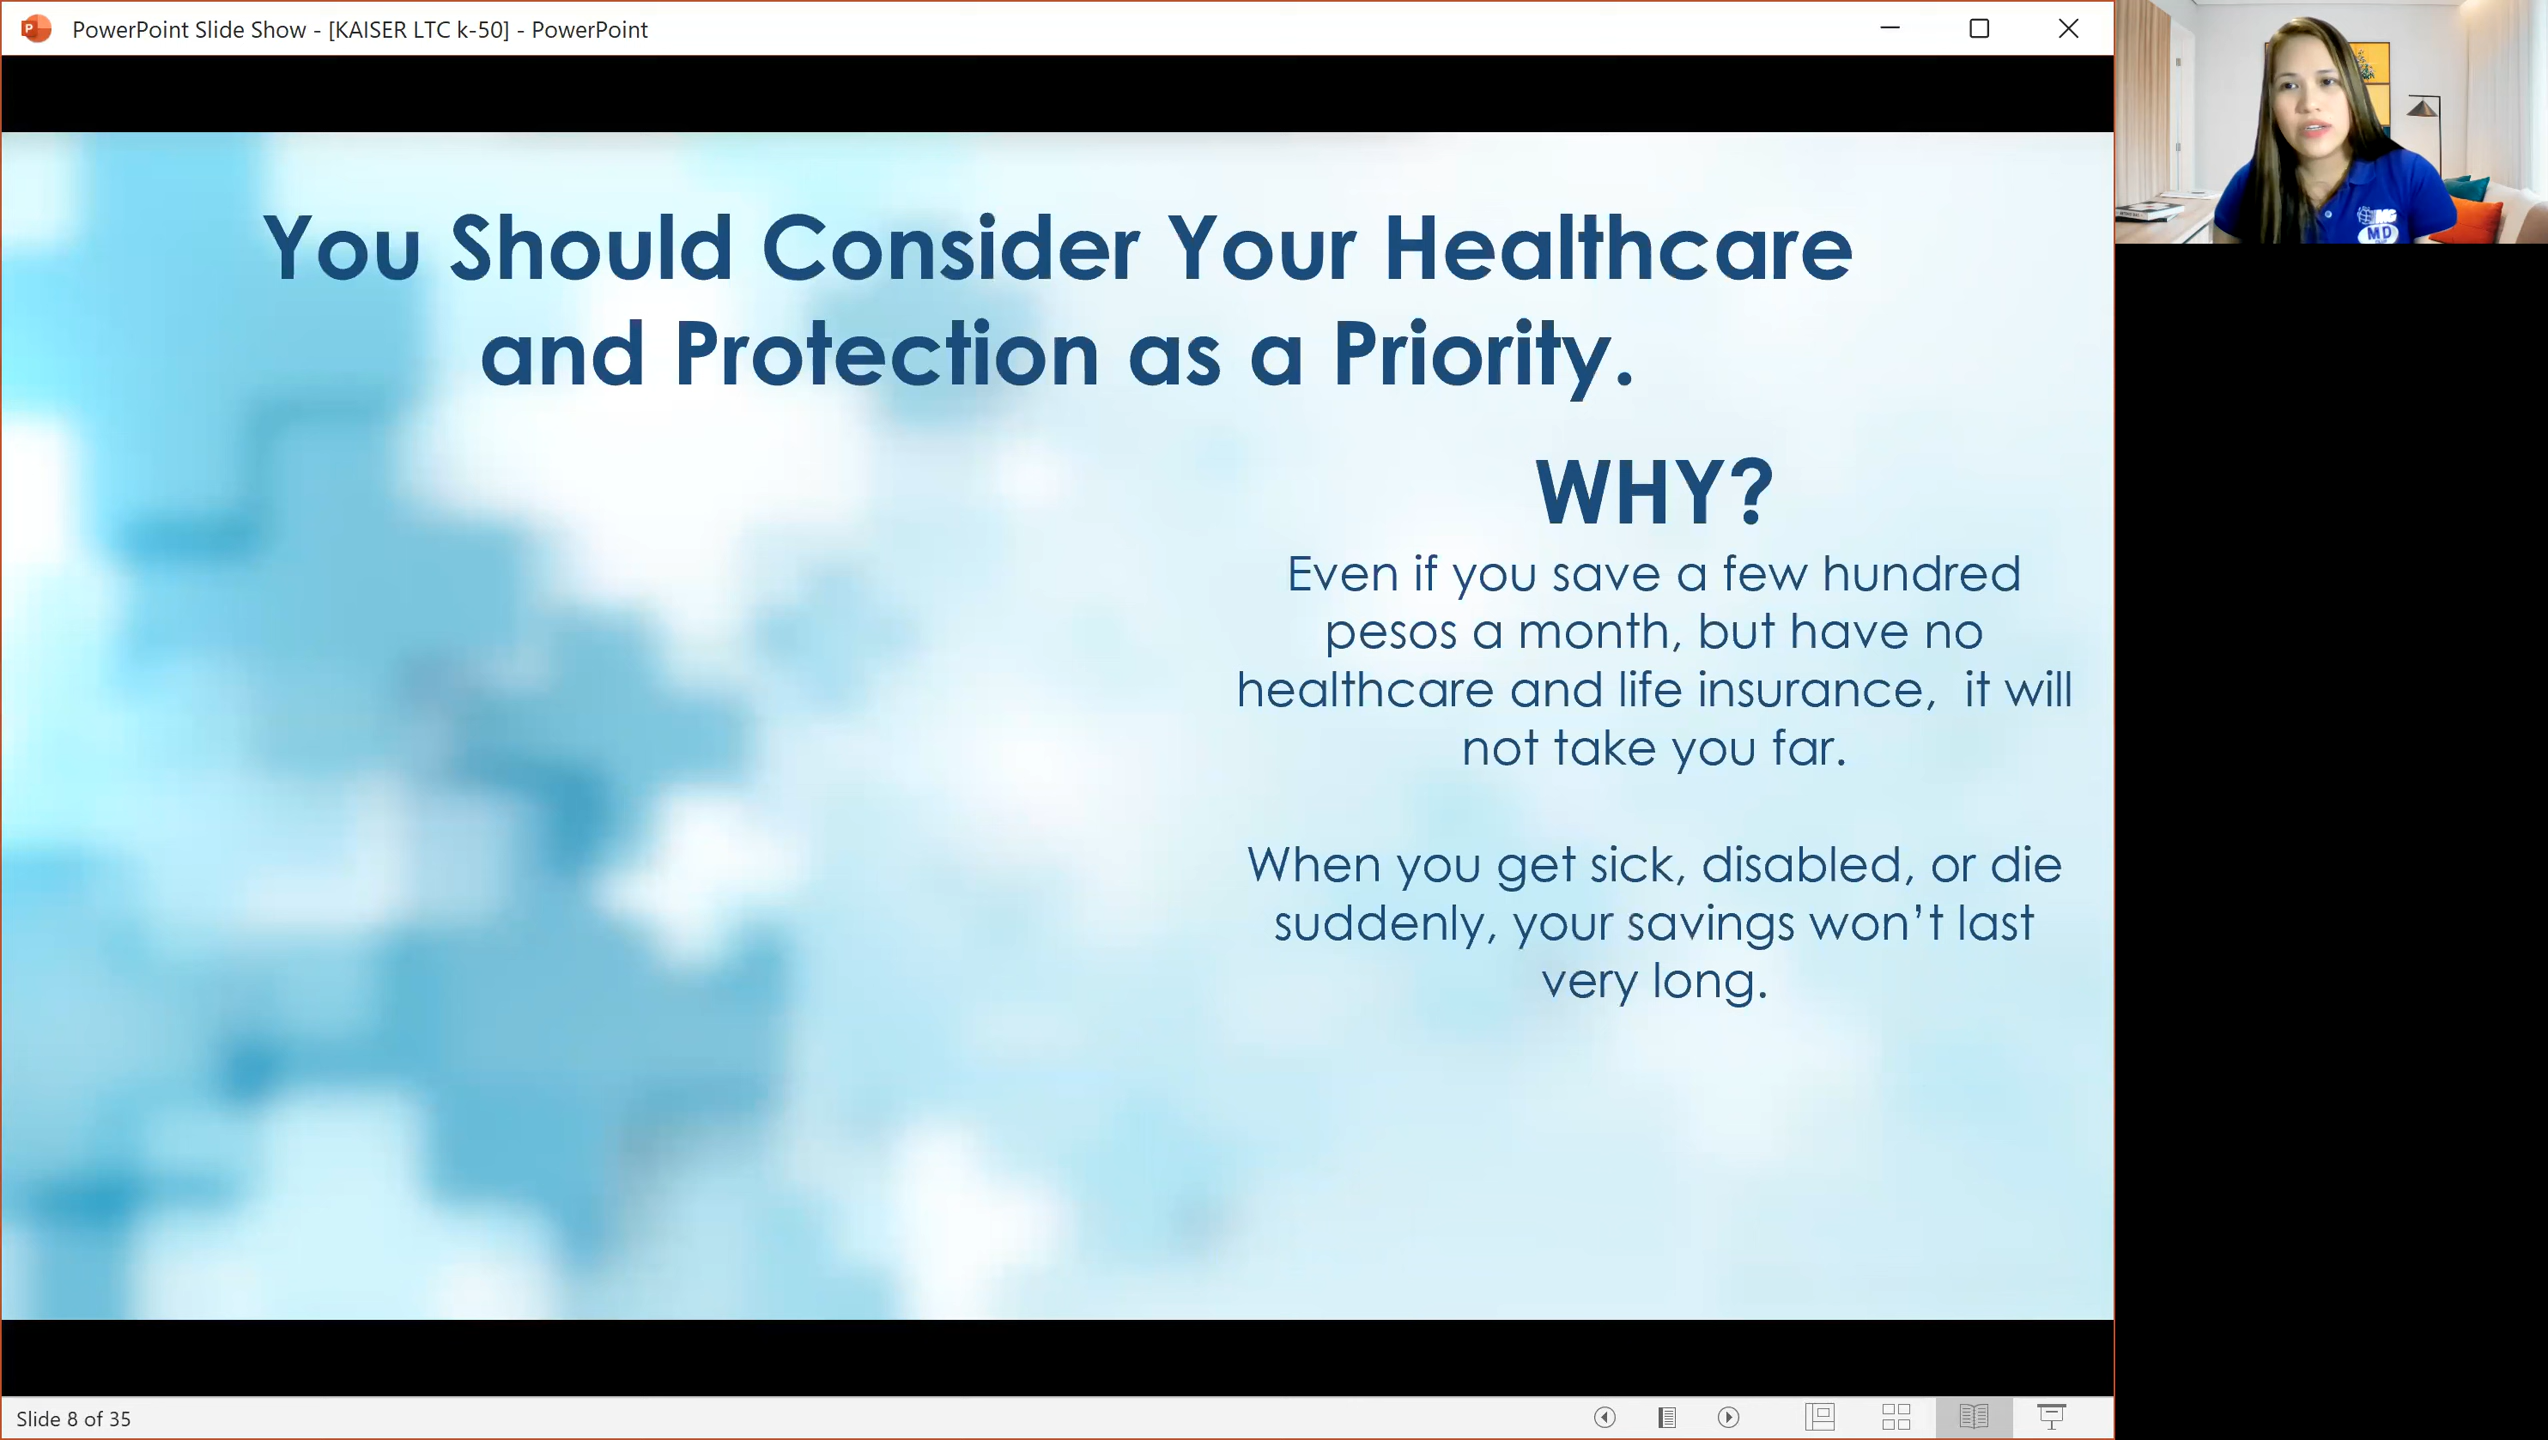 PowerPoint Slide Show - [KAISER LTC k-50] - PowerPoint
You Should Consider Your Healthcare
and Protection as a Priority.
WHY?
Even if you save a few hundred
pesos a month, but have no
healthcare and life insurance,  it will
not take you far.
When you get sick, disabled, or die
suddenly, your savings won’t last
very long.
IMG
MD
Slide 8 of 35